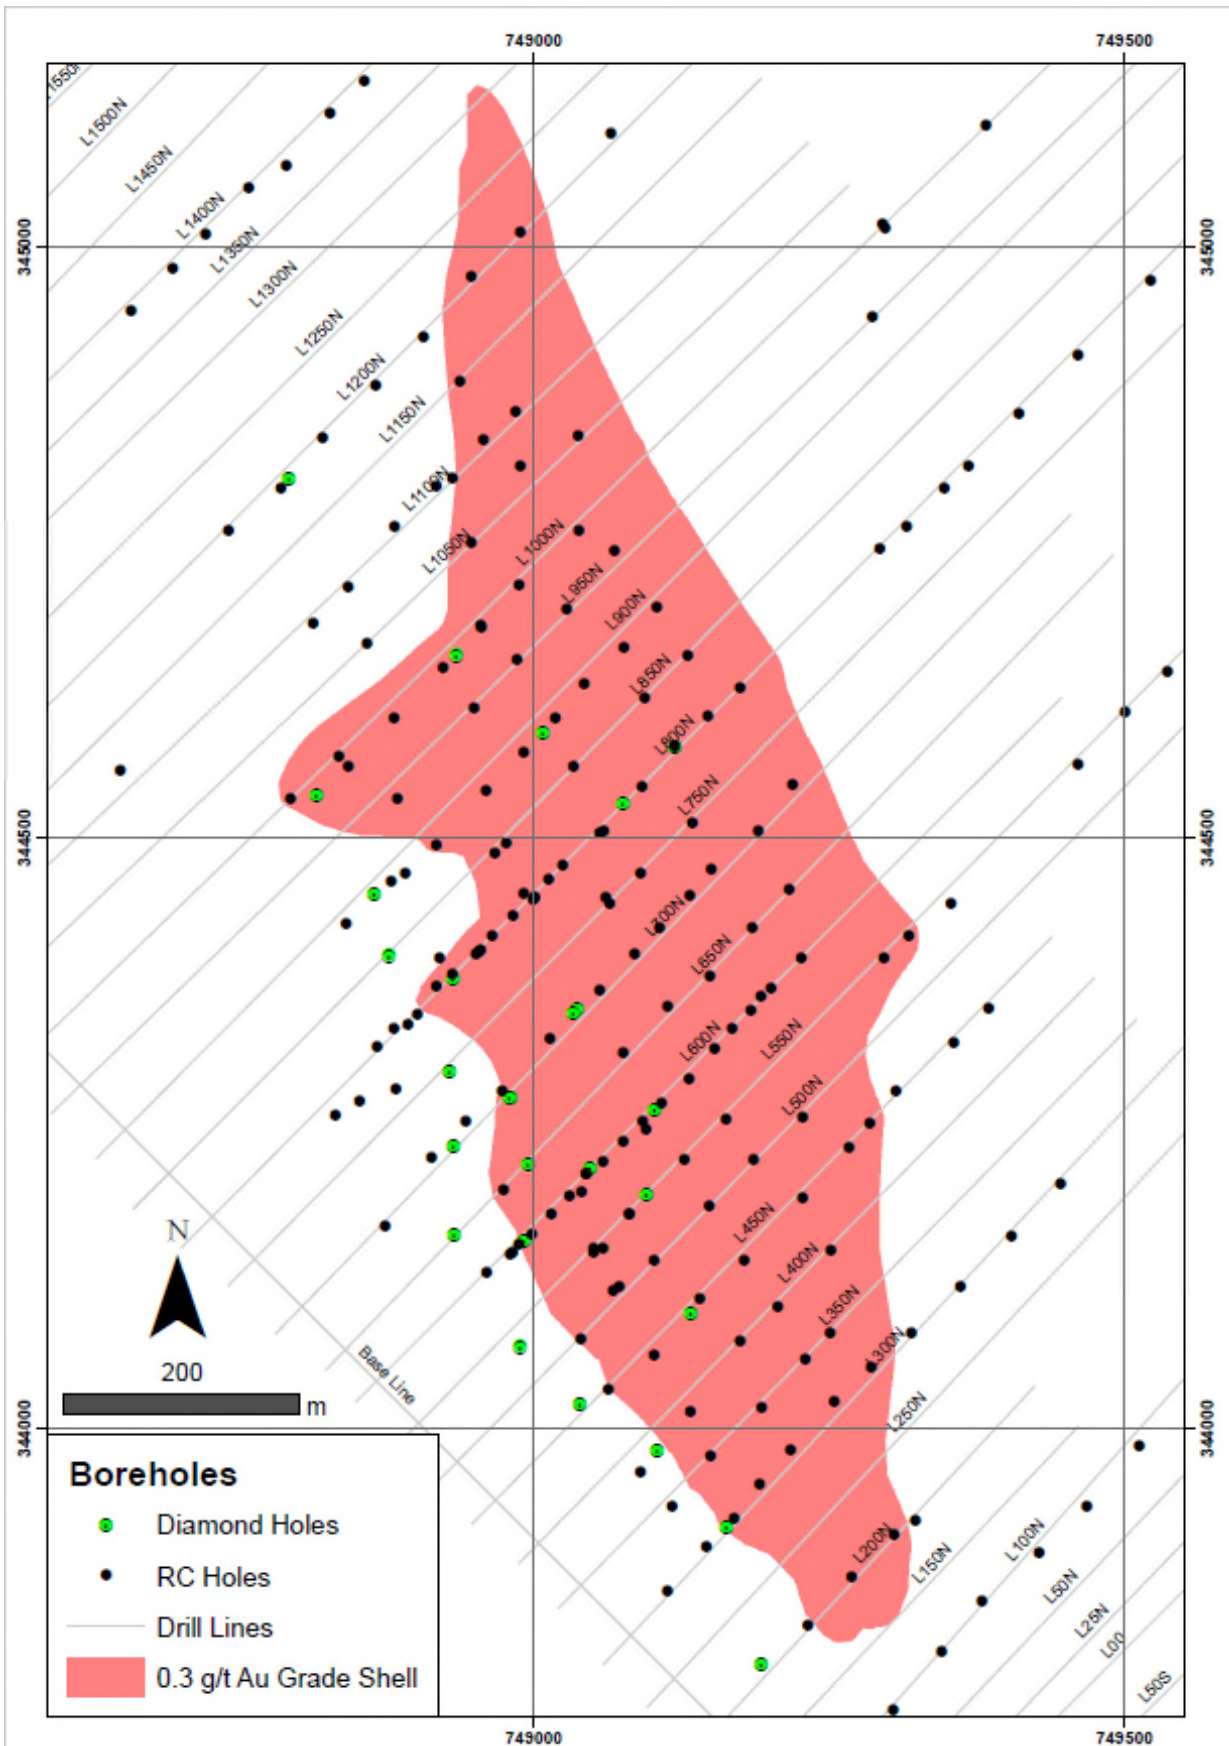 749000
749500
L1550N
L1500N
L1450N
L1400N
L1350N
L1300N
L1250N
L1200N
L1150N
L1100N
L1050N
L1000N
L950N
L900N
L850N
L800N
L750N
L700N
L650N
L600N
L550N
L500N
L450N
L400N
L350N
L300N
L250N
L200N
L150N
L100N
L50N
L25N
L00
L50S
345000
345000
344500
344500
344000
344000
Base Line
N
200
m
Boreholes
Diamond Holes
RC Holes
Drill Lines
0.3 g/t Au Grade Shell
749000
749500